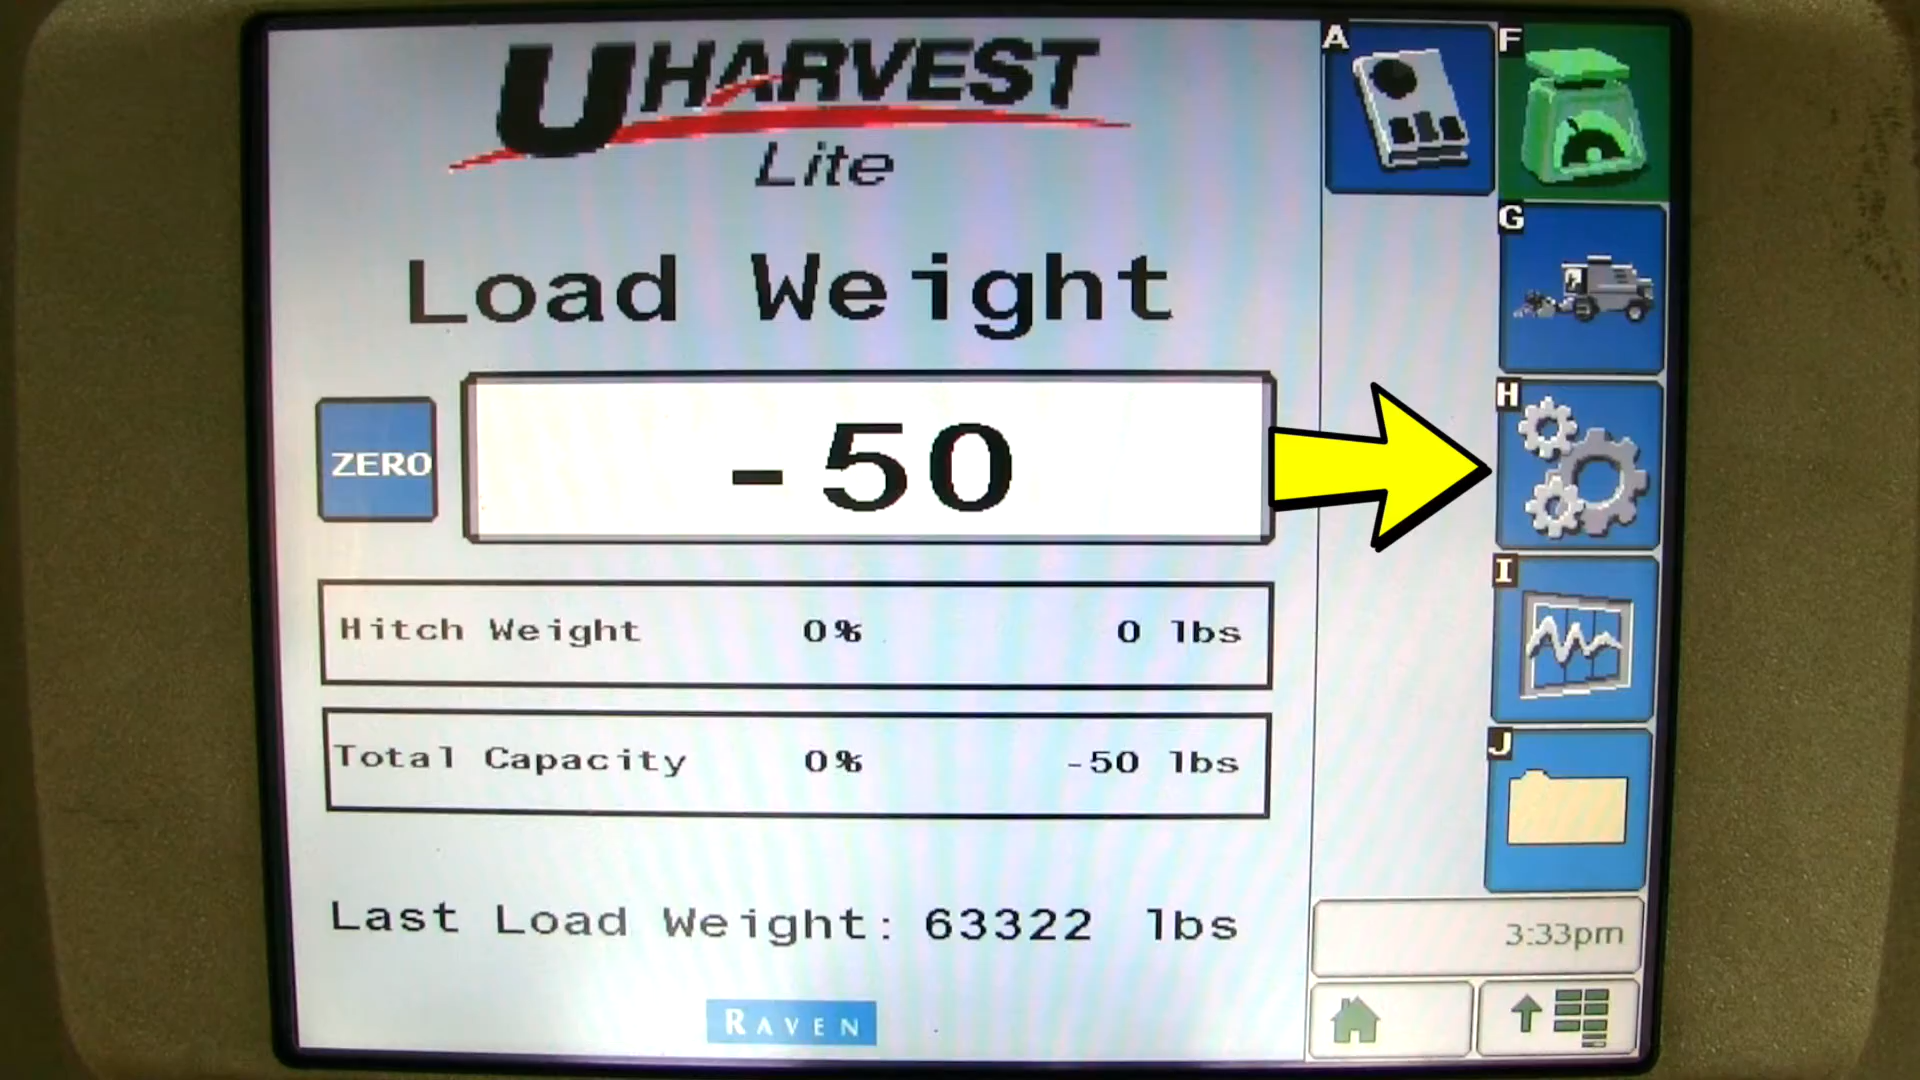 UHARVEST
Lite
Load Weight
ZERO
-50
Hitch Weight 0% 0 lbs
Total Capacity 0% -50 lbs
Last Load Weight: 63322 lbs
RAVEN
A
F
G
H
I
J
3:33pm